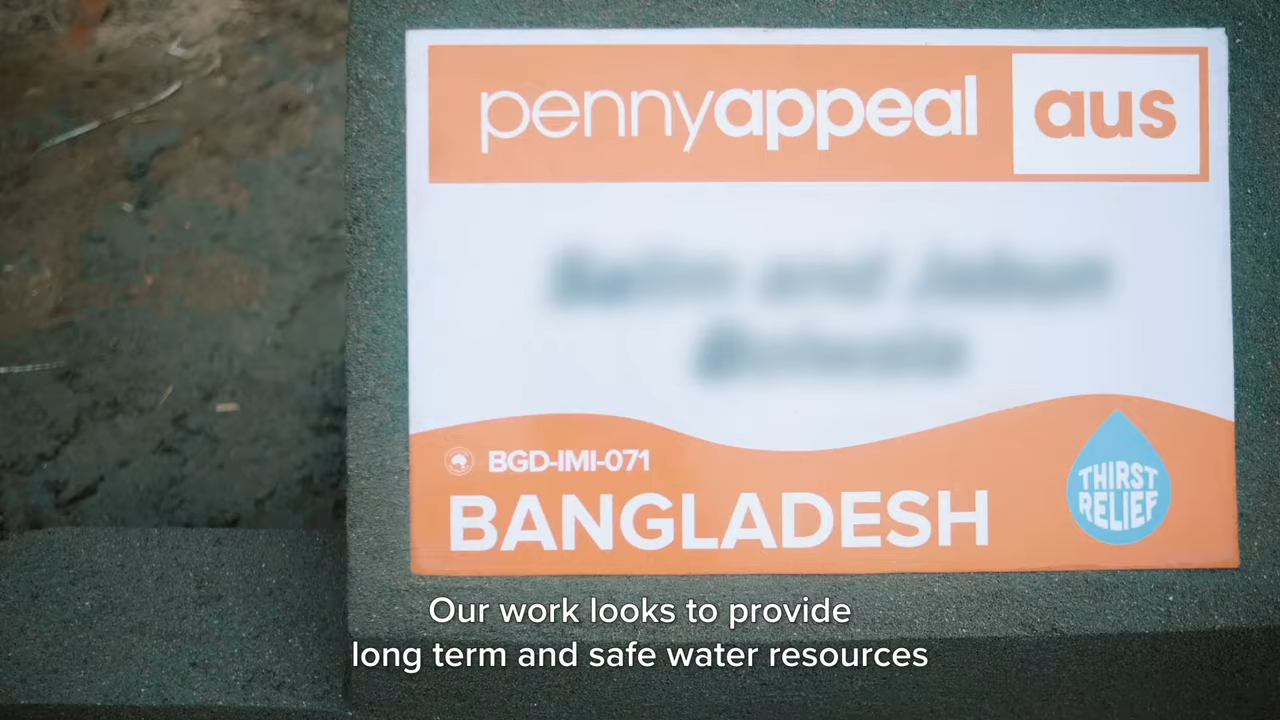 pennyappeal aus
BGD-IMI-071
BANGLADESH
THIRST
RELIEF
Our work looks to provide
long term and safe water resources